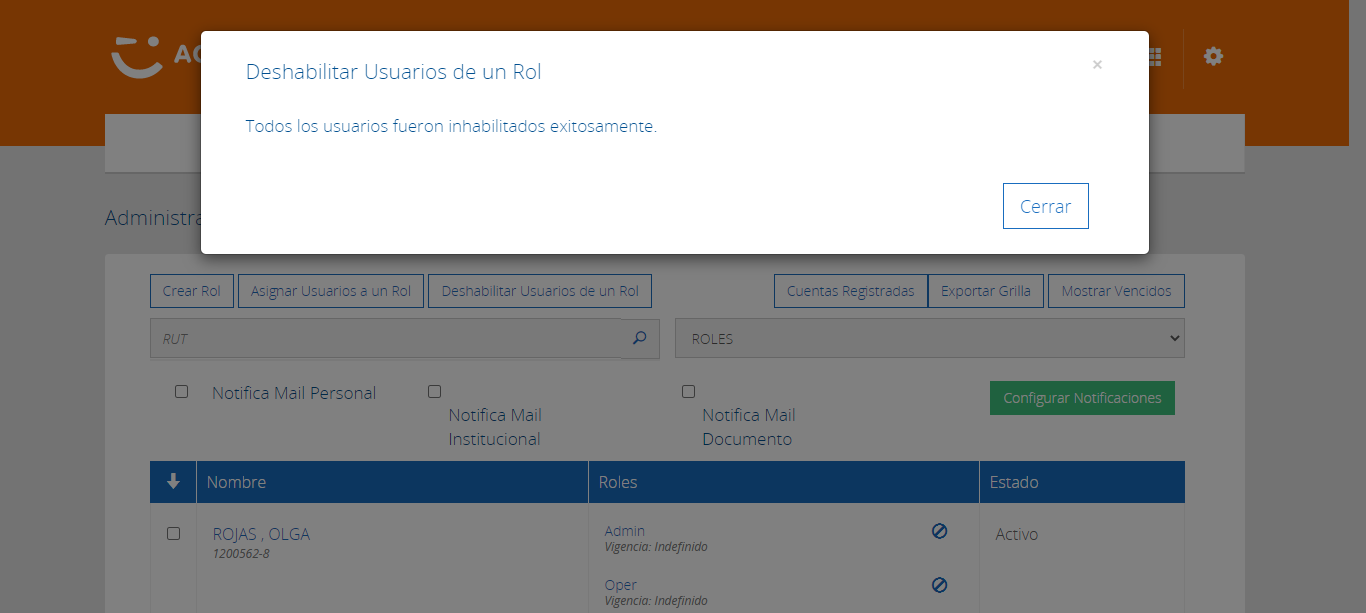 Deshabilitar Usuarios de un Rol
×
Todos los usuarios fueron inhabilitados exitosamente.
Cerrar
Crear Rol
Asignar Usuarios a un Rol
Deshabilitar Usuarios de un Rol
Cuentas Registradas
Exportar Grilla
Mostrar Vencidos
RUT
ROLES
Notifica Mail Personal
Notifica Mail
Institucional
Notifica Mail
Documento
Configurar Notificaciones
Nombre
Roles
Estado
ROJAS , OLGA
1200562-8
Admin
Vigencia: Indefinido
Activo
Oper
Vigencia: Indefinido